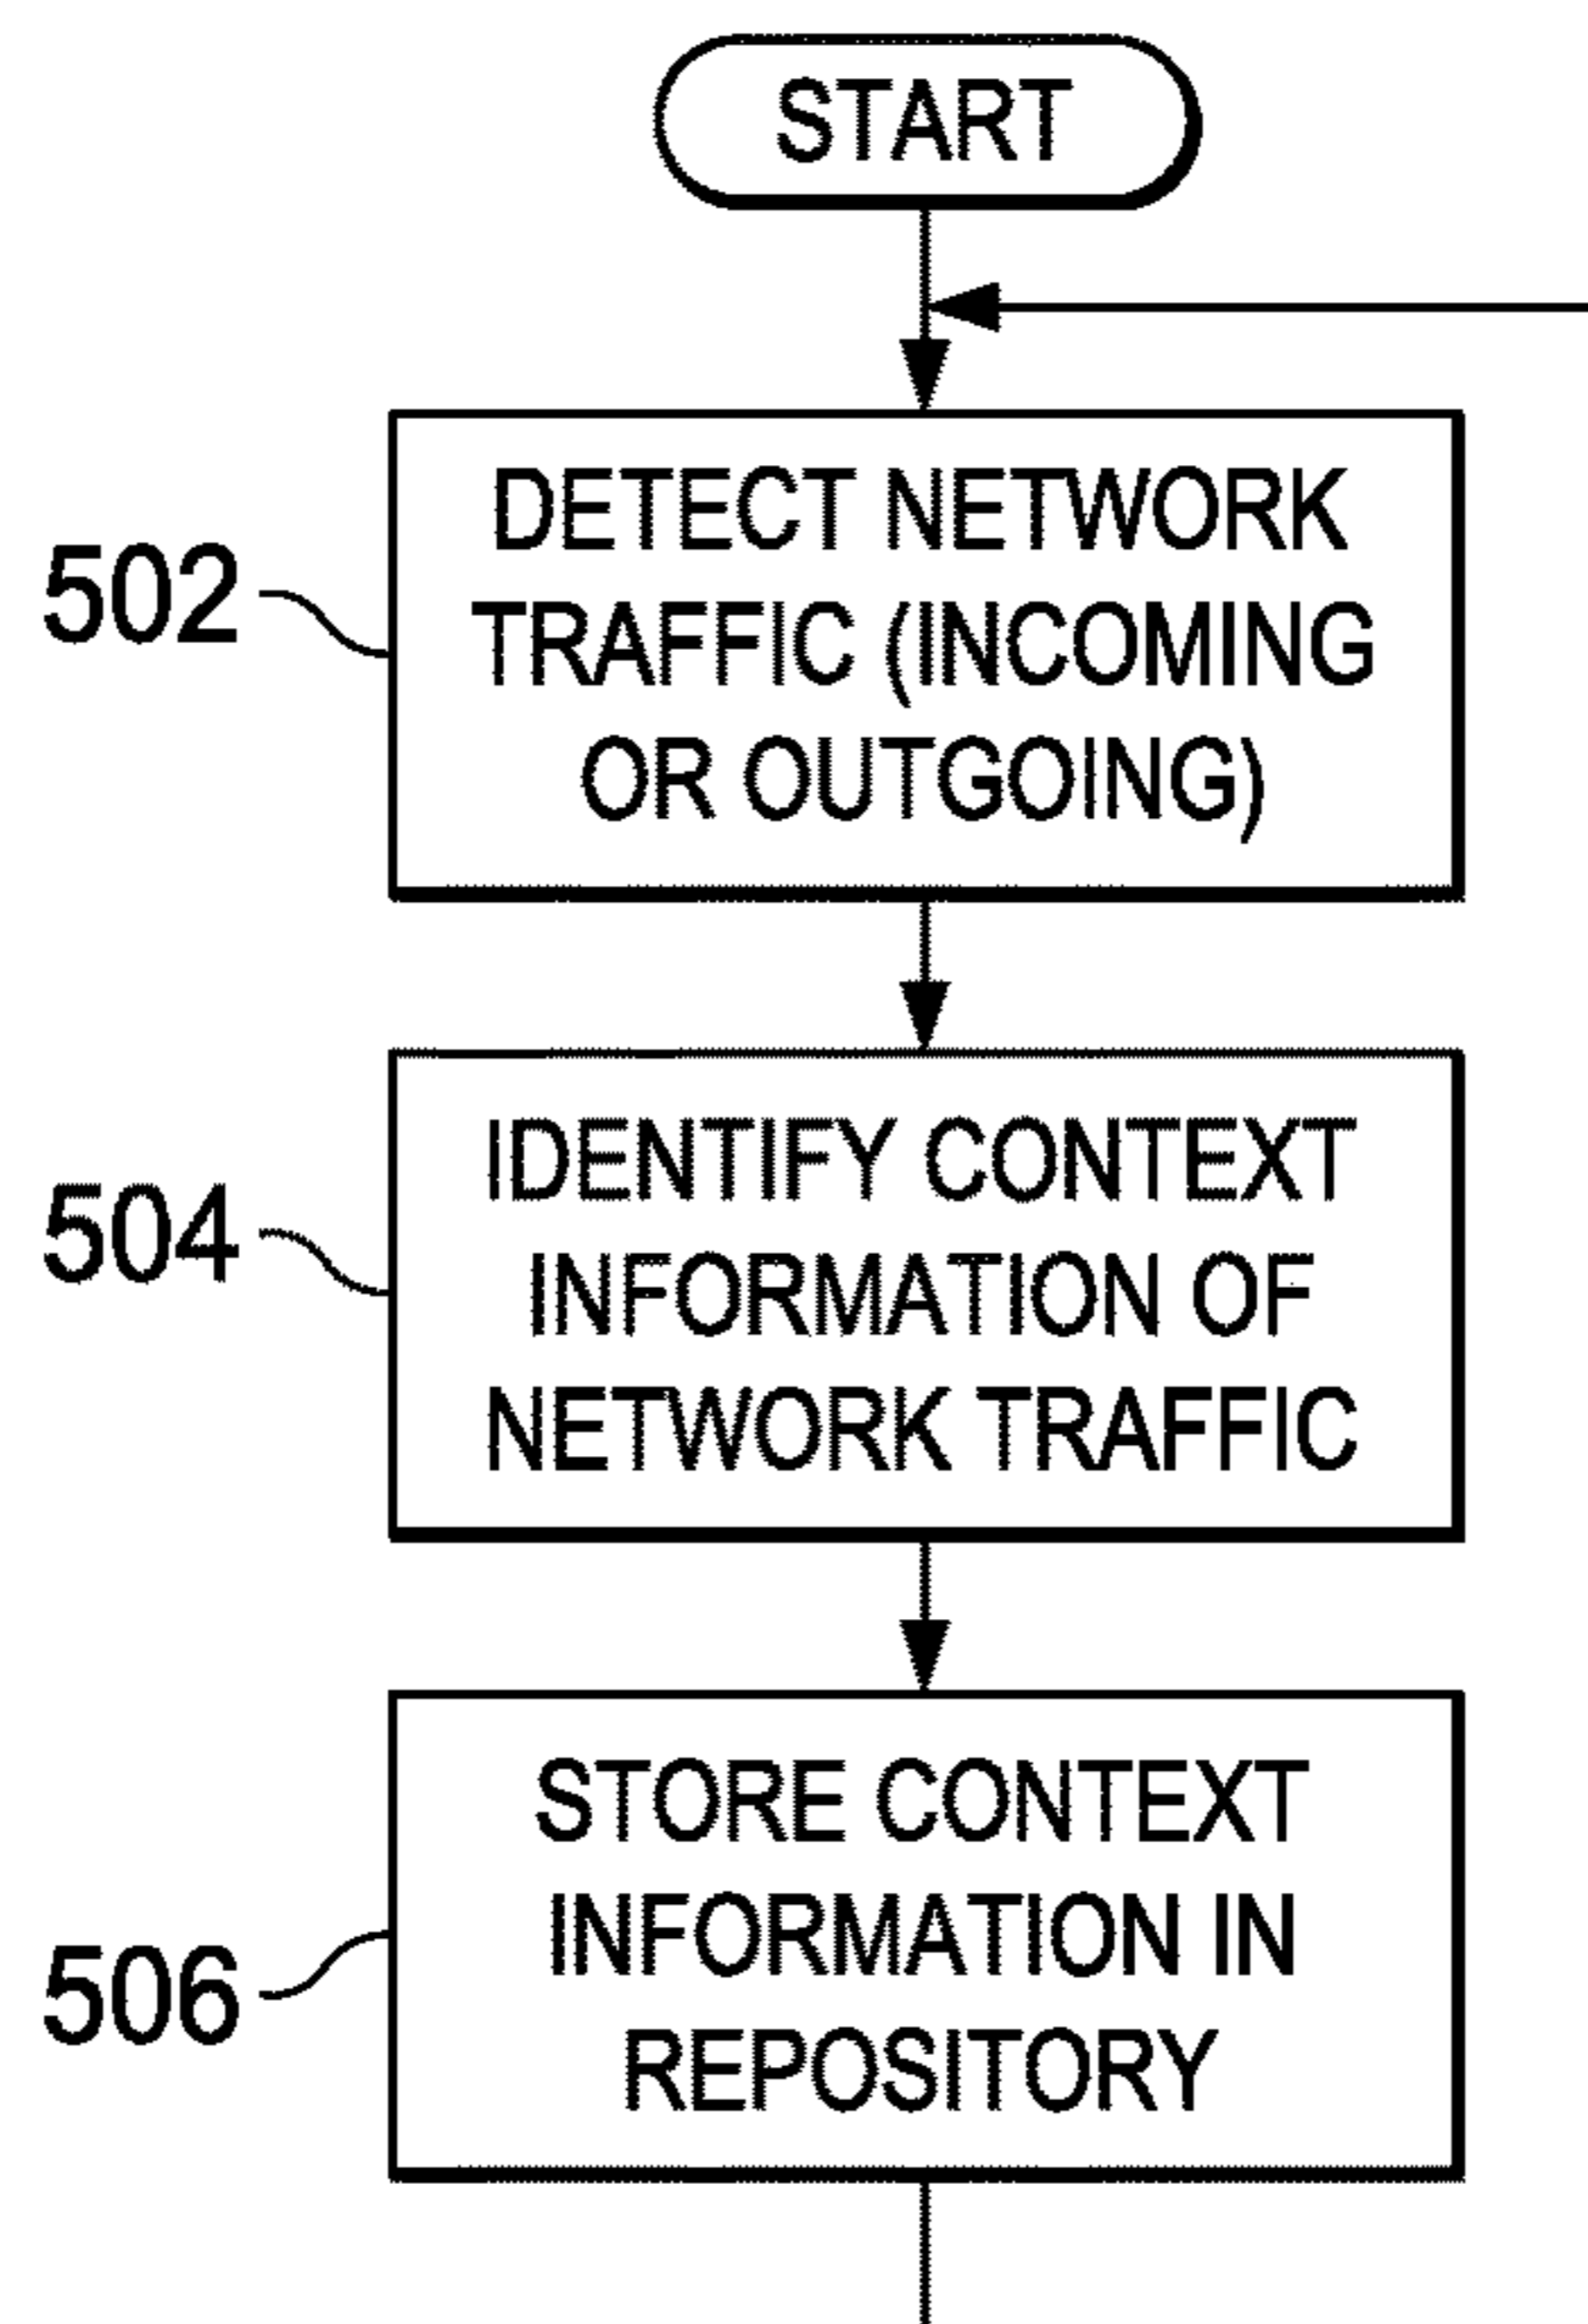 START
502
DETECT NETWORK
TRAFFIC (INCOMING
OR OUTGOING)
504
IDENTIFY CONTEXT
INFORMATION OF
NETWORK TRAFFIC
506
STORE CONTEXT
INFORMATION IN
REPOSITORY